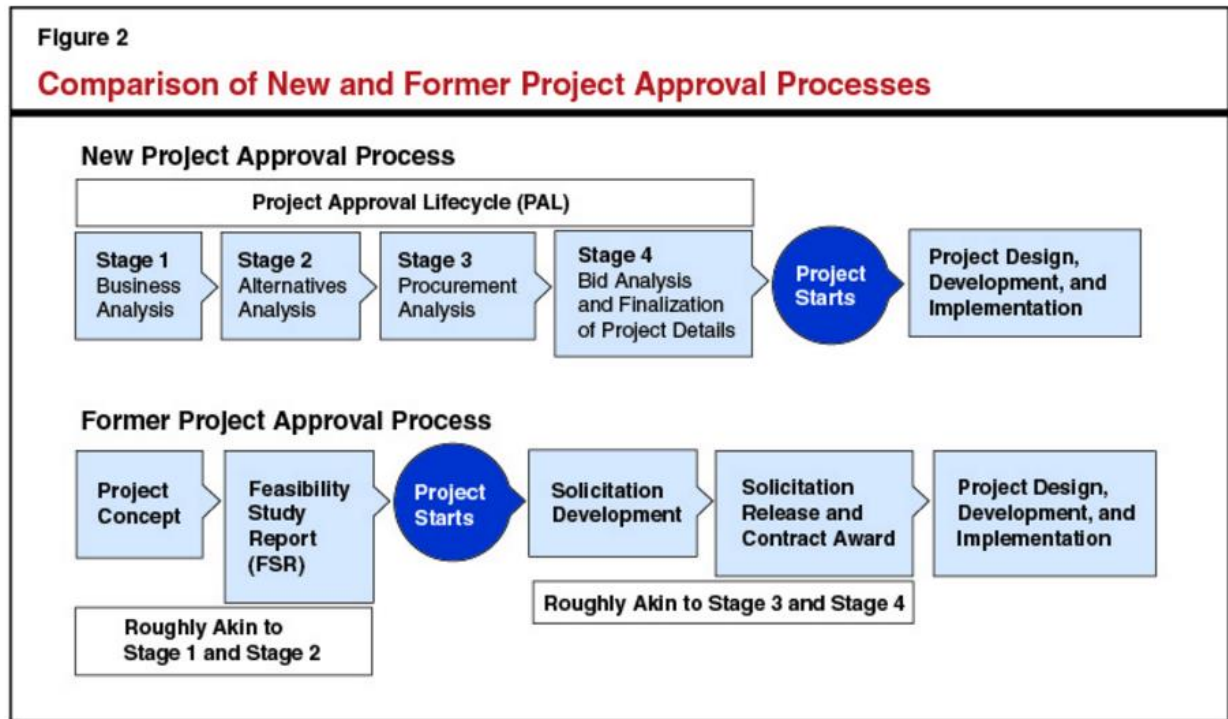 Figure 2
Comparison of New and Former Project Approval Processes
New Project Approval Process
Project Approval Lifecycle (PAL)
Stage 1
Business
Analysis
Stage 2
Alternatives
Analysis
Stage 3
Procurement
Analysis
Stage 4
Bid Analysis
and Finalization
of Project Details
Project
Starts
Project Design,
Development, and
Implementation
Former Project Approval Process
Project
Concept
Feasibility
Study
Report
(FSR)
Project
Starts
Solicitation
Development
Solicitation
Release and
Contract Award
Project Design,
Development, and
Implementation
Roughly Akin to
Stage 1 and Stage 2
Roughly Akin to Stage 3 and Stage 4